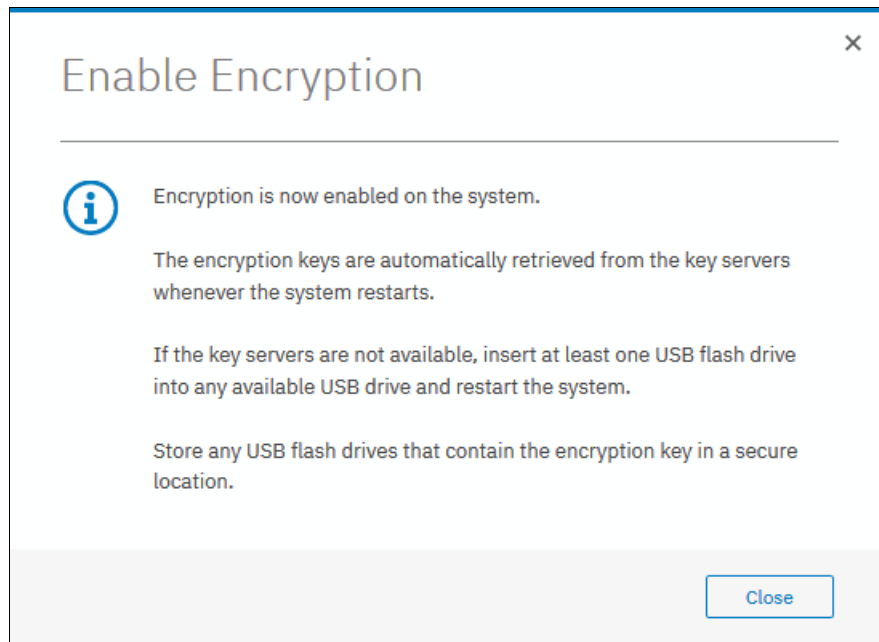 Enable Encryption
Encryption is now enabled on the system.
The encryption keys are automatically retrieved from the key servers
whenever the system restarts.
If the key servers are not available, insert at least one USB flash drive
into any available USB drive and restart the system.
Store any USB flash drives that contain the encryption key in a secure
location.
Close